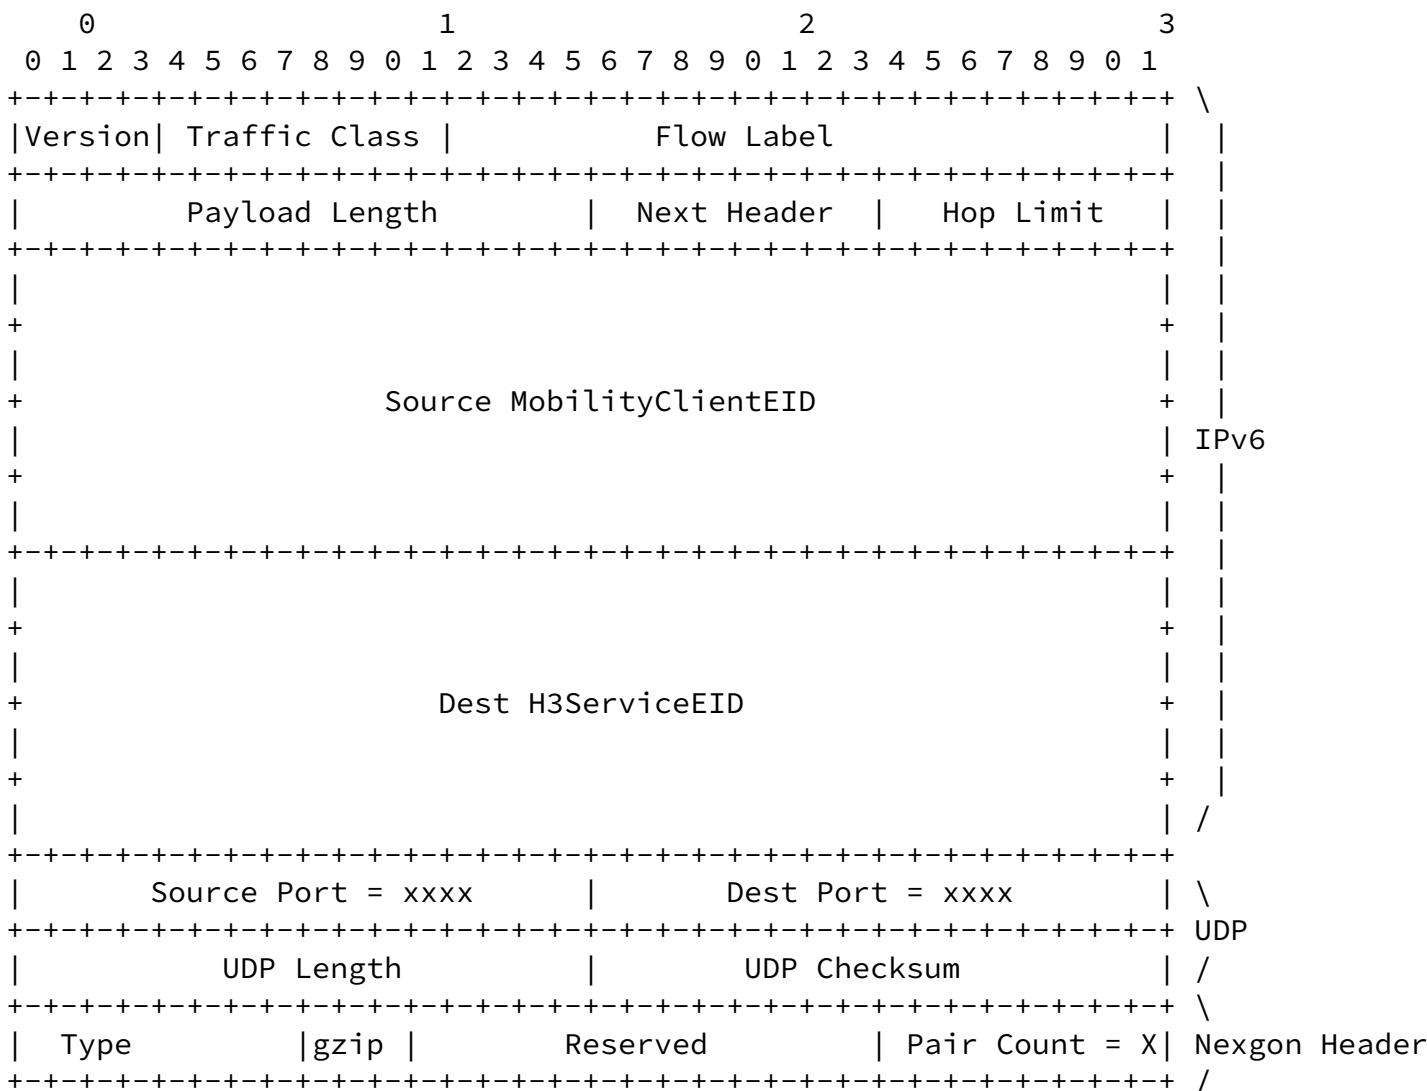 0                   1                   2                   3
 0 1 2 3 4 5 6 7 8 9 0 1 2 3 4 5 6 7 8 9 0 1 2 3 4 5 6 7 8 9 0 1
+-+-+-+-+-+-+-+-+-+-+-+-+-+-+-+-+-+-+-+-+-+-+-+-+-+-+-+-+-+-+-+-+ \
|Version| Traffic Class |           Flow Label                  |  |
+-+-+-+-+-+-+-+-+-+-+-+-+-+-+-+-+-+-+-+-+-+-+-+-+-+-+-+-+-+-+-+-+  |
|         Payload Length        |  Next Header  |   Hop Limit   |  |
+-+-+-+-+-+-+-+-+-+-+-+-+-+-+-+-+-+-+-+-+-+-+-+-+-+-+-+-+-+-+-+-+  |
|                                                               |  |
+                                                               +  |
|                                                               |  |
+                    Source MobilityClientEID                   +  |
|                                                               | IPv6
+                                                               +  |
|                                                               |  |
+-+-+-+-+-+-+-+-+-+-+-+-+-+-+-+-+-+-+-+-+-+-+-+-+-+-+-+-+-+-+-+-+  |
|                                                               |  |
+                                                               +  |
|                                                               |  |
+                       Dest H3ServiceEID                       +  |
|                                                               |  |
+                                                               +  |
|                                                               | /
+-+-+-+-+-+-+-+-+-+-+-+-+-+-+-+-+-+-+-+-+-+-+-+-+-+-+-+-+-+-+-+-+
|       Source Port = xxxx      |       Dest Port = xxxx        | \
+-+-+-+-+-+-+-+-+-+-+-+-+-+-+-+-+-+-+-+-+-+-+-+-+-+-+-+-+-+-+-+-+ UDP
|           UDP Length          |        UDP Checksum           | /
+-+-+-+-+-+-+-+-+-+-+-+-+-+-+-+-+-+-+-+-+-+-+-+-+-+-+-+-+-+-+-+-+ \
|  Type         |gzip |        Reserved         | Pair Count = X| Nexgon Header
+-+-+-+-+-+-+-+-+-+-+-+-+-+-+-+-+-+-+-+-+-+-+-+-+-+-+-+-+-+-+-+-+ /